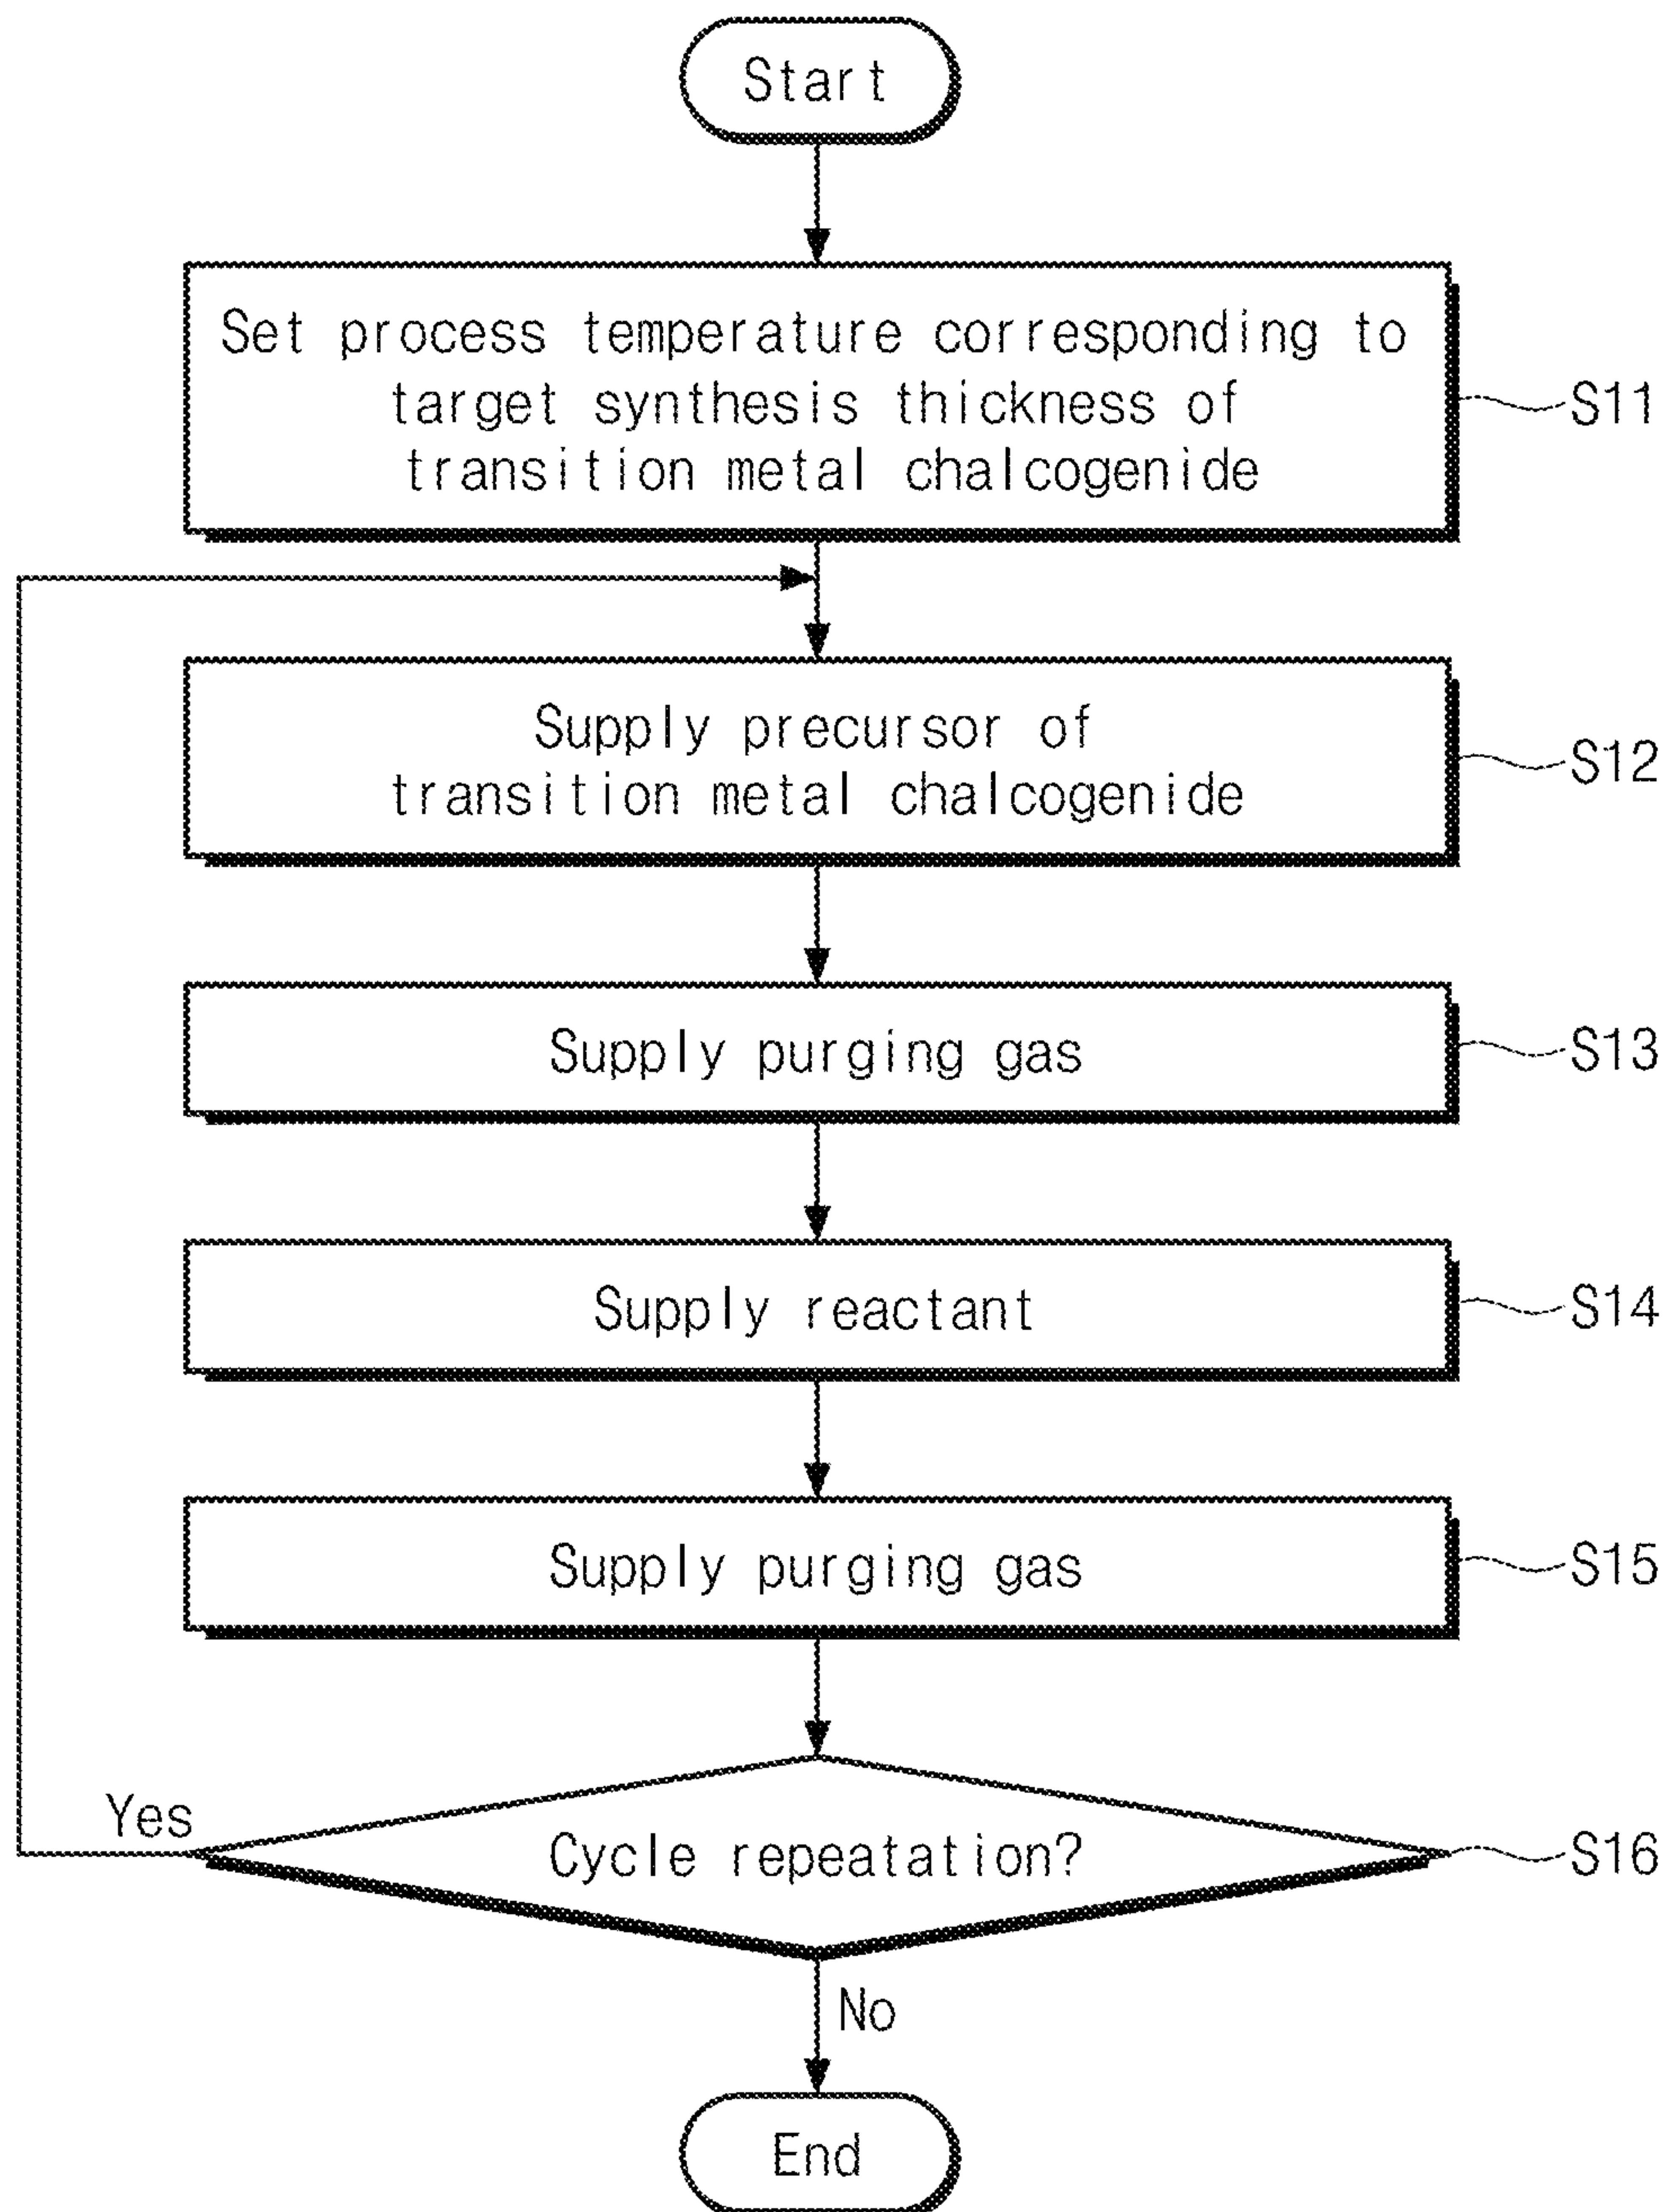 Start
Set process temperature corresponding to
target synthesis thickness of
transition metal chalcogenide
S11
Supply precursor of
transition metal chalcogenide
S12
Supply purging gas
S13
Supply reactant
S14
Supply purging gas
S15
Yes
Cycle repeatation?
S16
No
End